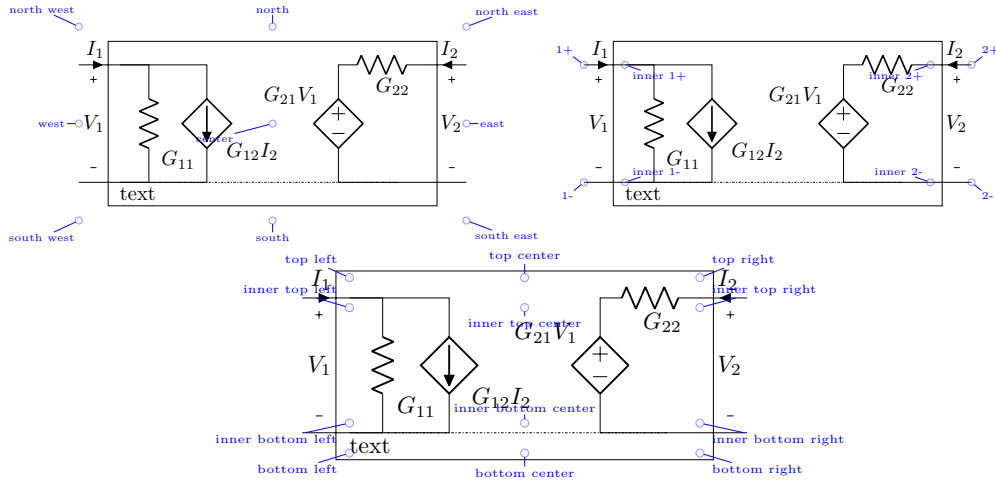 north west
north
north east
I1
I2
+
+
G22
G21V1
+
−
west
V1
center
V2
east
G12I2
G11
-
-
text
south west
south
south east
1+
I1
I2
2+
inner 1+
inner 2+
+
+
G22
G21V1
+
−
V1
V2
G12I2
G11
-
-
inner 1-
inner 2-
1-
text
2-
top left
top center
top right
I1
I2
inner top left
inner top right
+
+
inner top center
G22
G21V1
+
−
V1
V2
G12I2
G11
inner bottom center
-
-
inner bottom left
inner bottom right
text
bottom left
bottom center
bottom right